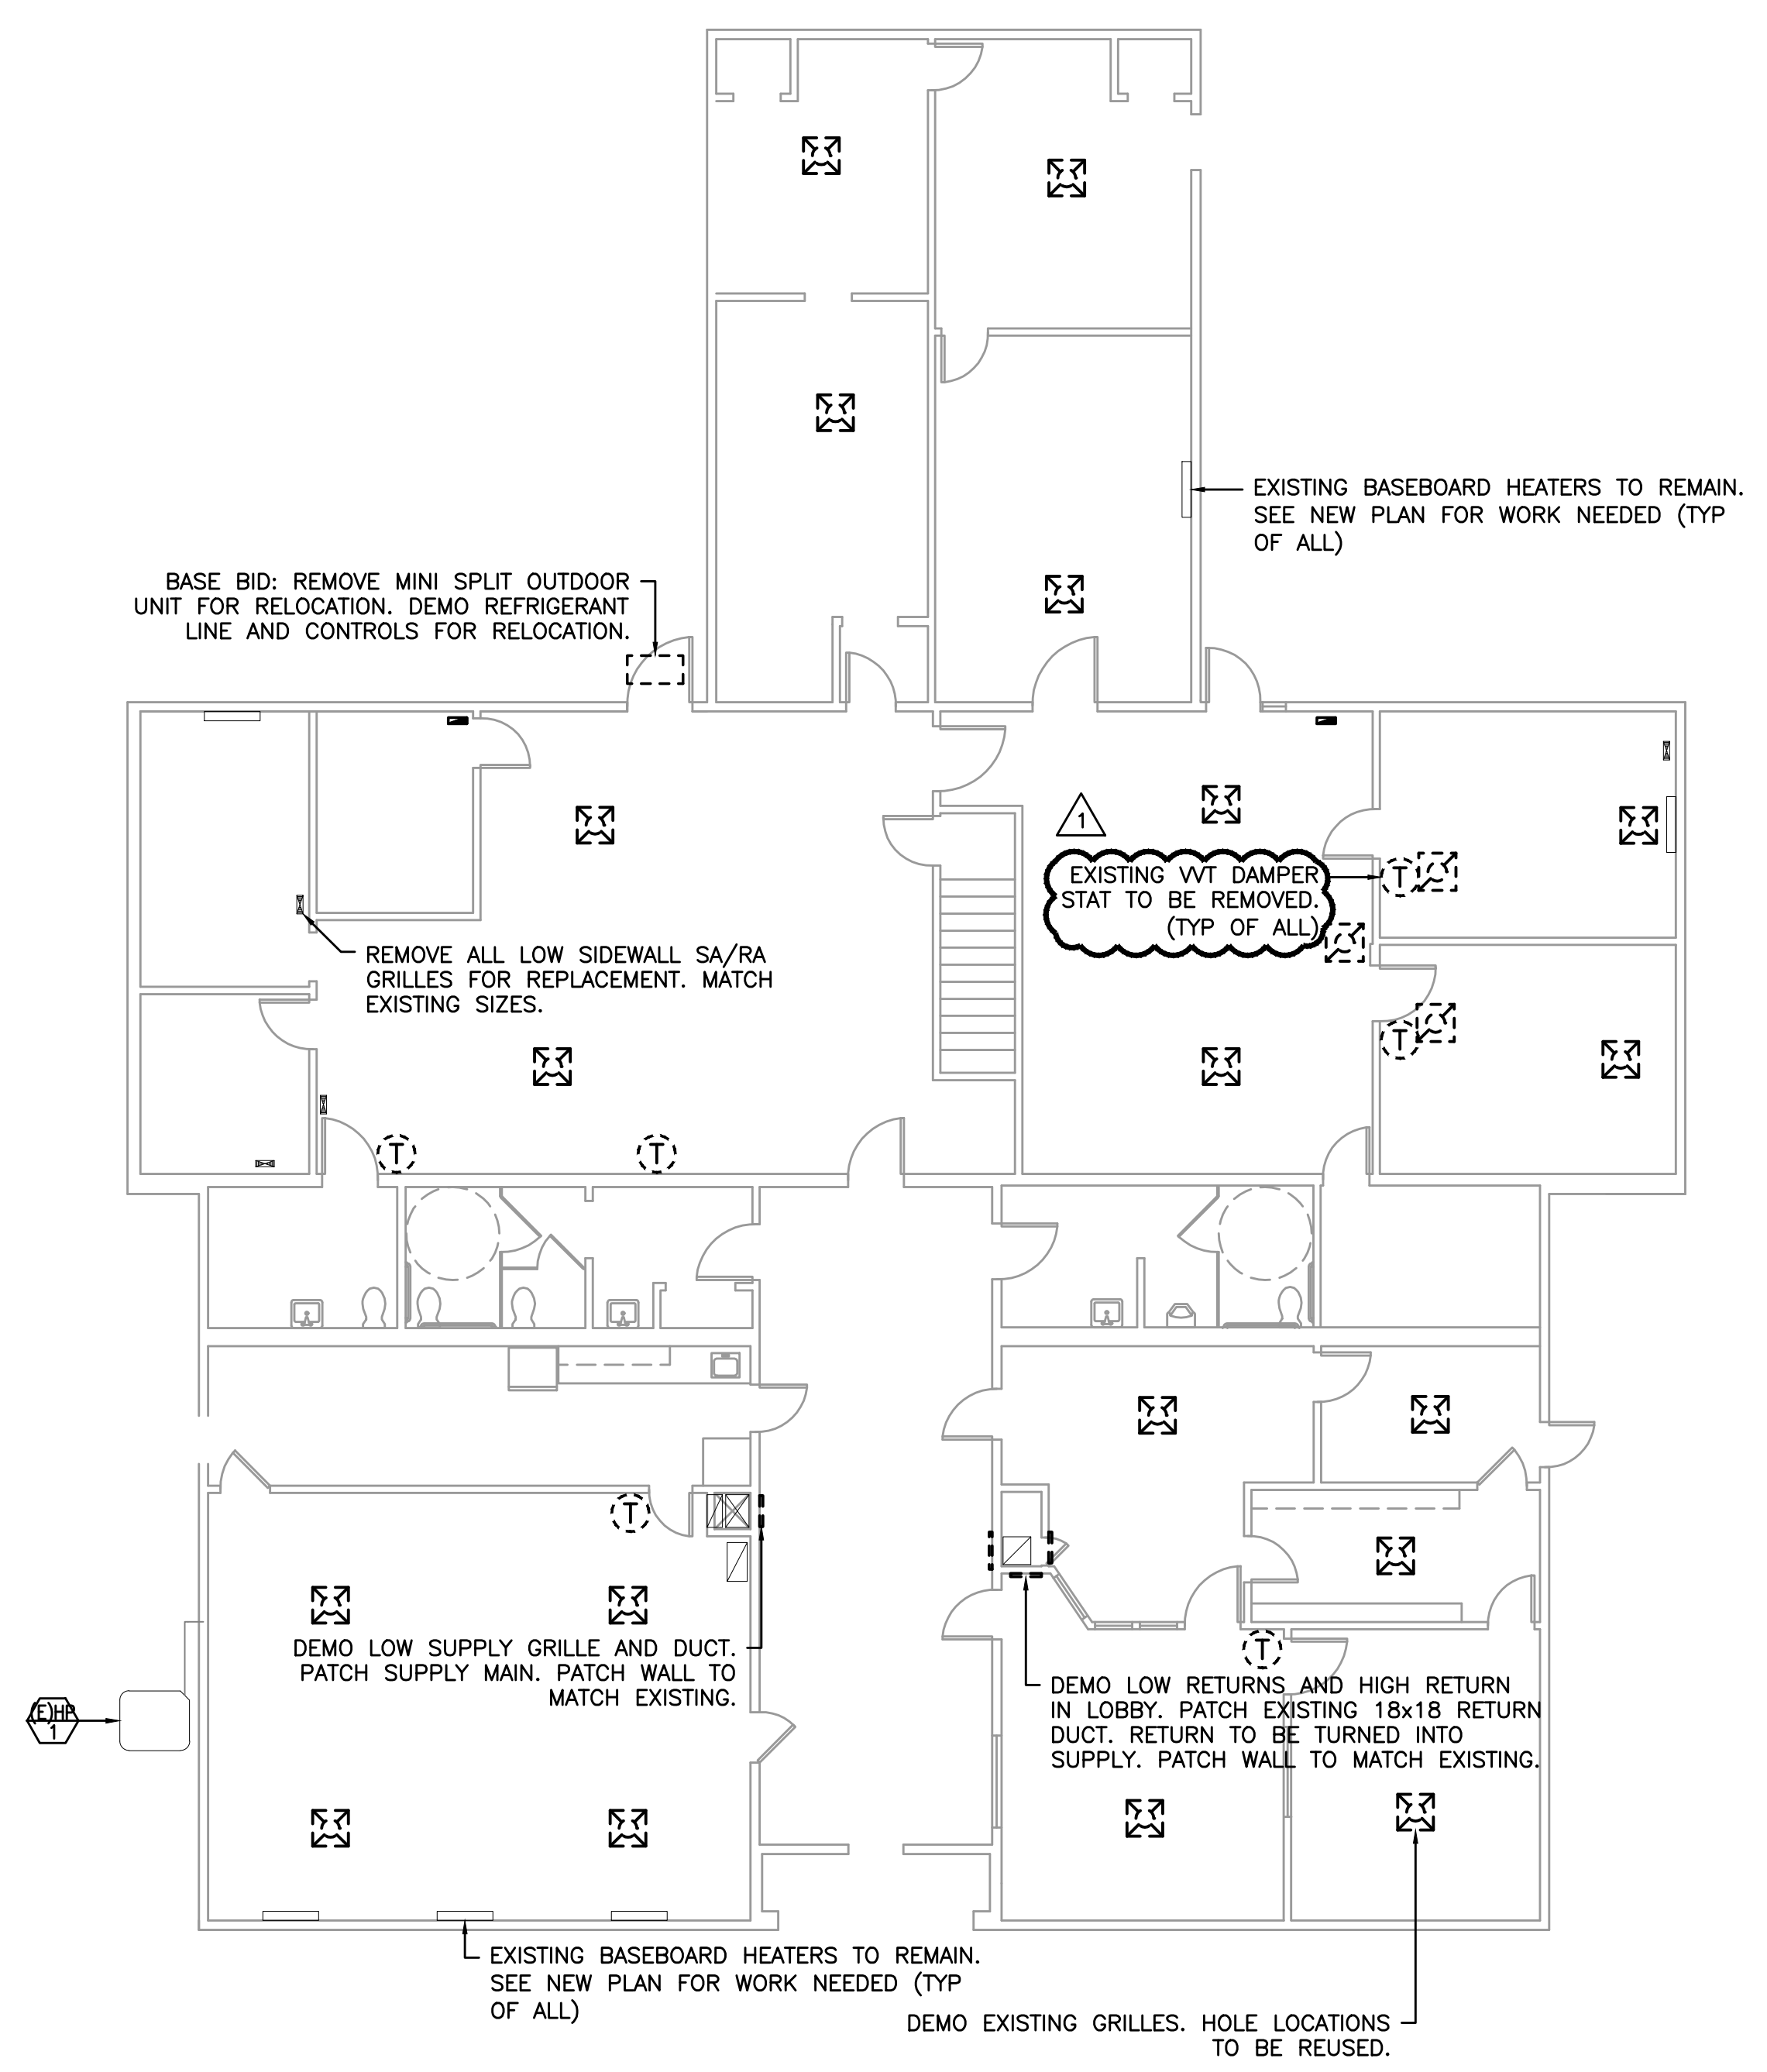 EXISTING BASEBOARD HEATERS TO REMAIN.
SEE NEW PLAN FOR WORK NEEDED (TYP
OF ALL)
BASE BID: REMOVE MINI SPLIT OUTDOOR
UNIT FOR RELOCATION. DEMO REFRIGERANT
LINE AND CONTROLS FOR RELOCATION.
1
EXISTING VVT DAMPER
STAT TO BE REMOVED.
(TYP OF ALL)
T
REMOVE ALL LOW SIDEWALL SA/RA
GRILLES FOR REPLACEMENT. MATCH
EXISTING SIZES.
T
T
T
T
T
DEMO LOW SUPPLY GRILLE AND DUCT.
PATCH SUPPLY MAIN. PATCH WALL TO
MATCH EXISTING.
DEMO LOW RETURNS AND HIGH RETURN
IN LOBBY. PATCH EXISTING 18x18 RETURN
DUCT. RETURN TO BE TURNED INTO
SUPPLY. PATCH WALL TO MATCH EXISTING.
(E)HP
1
EXISTING BASEBOARD HEATERS TO REMAIN.
SEE NEW PLAN FOR WORK NEEDED (TYP
OF ALL)
DEMO EXISTING GRILLES. HOLE LOCATIONS
TO BE REUSED.